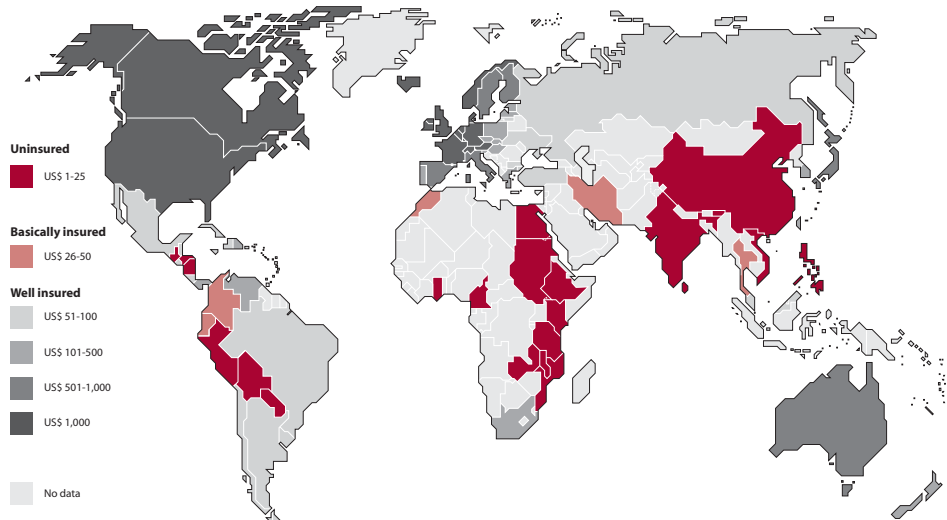 Uninsured
US$ 1-25
Basically insured
US$ 26-50
Well insured
US$ 51-100
US$ 101-500
US$ 501-1,000
US$ 1,000
No data